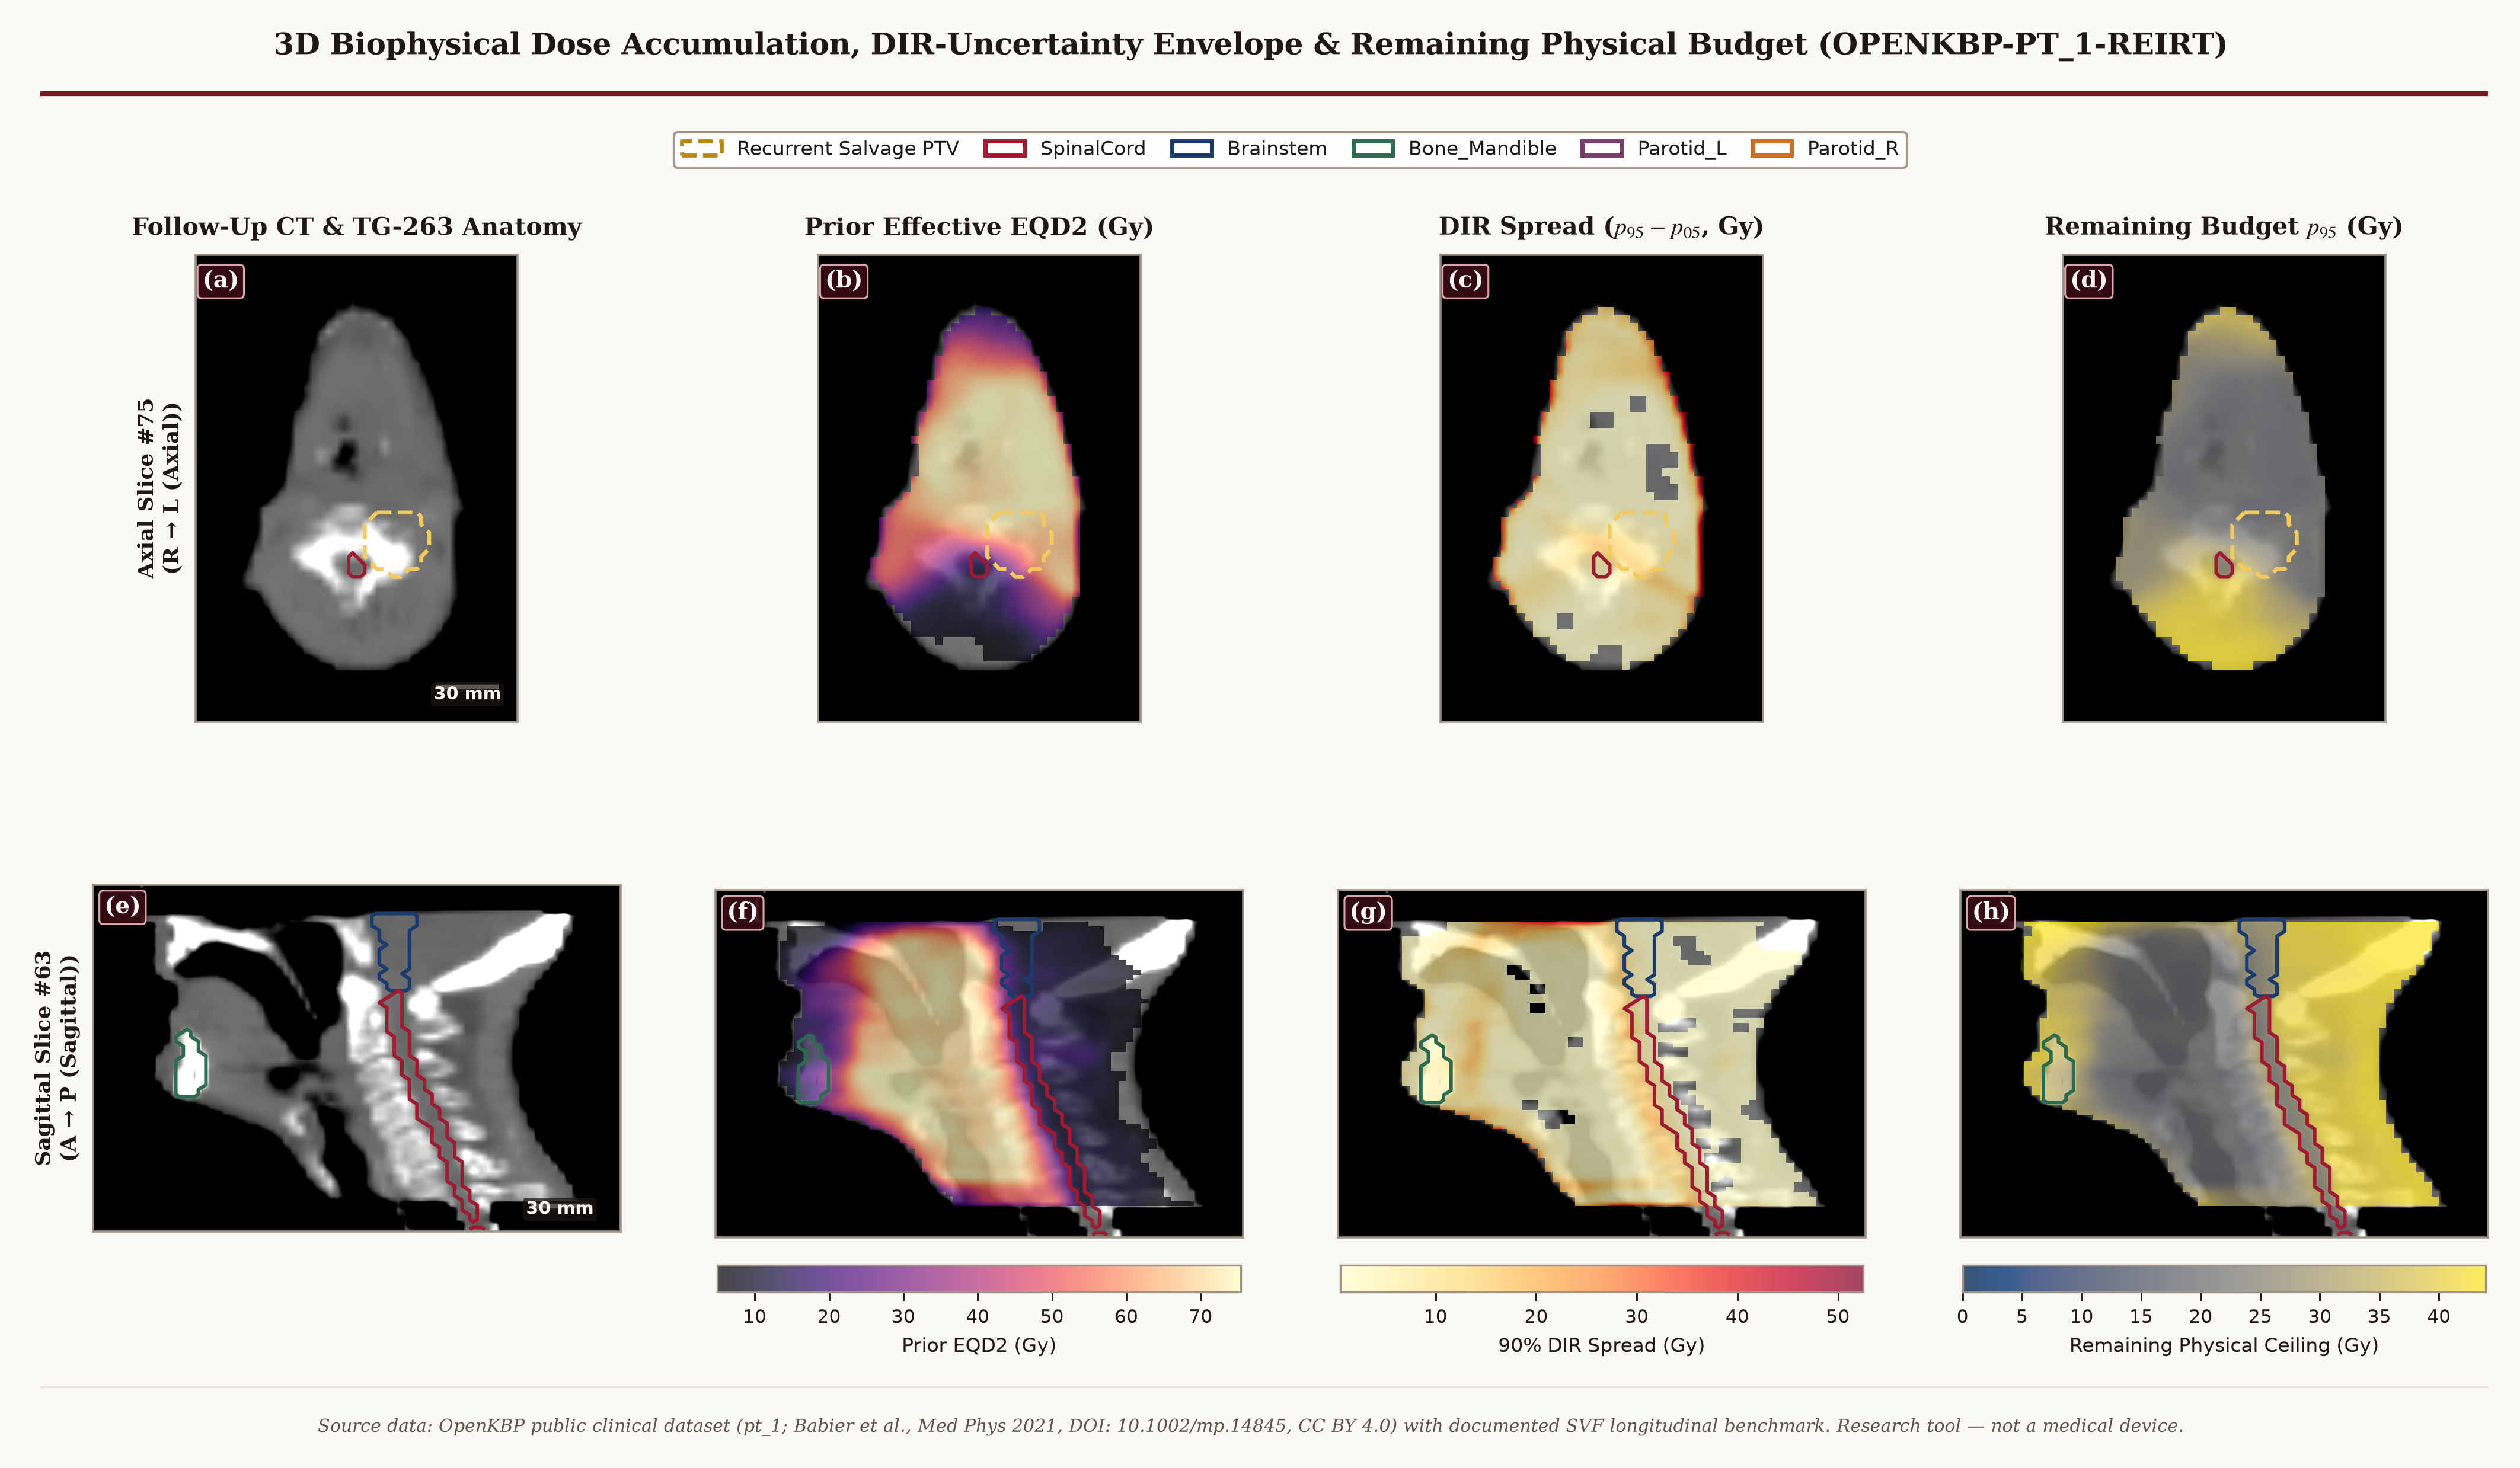 3D Biophysical Dose Accumulation, DIR-Uncertainty Envelope & Remaining Physical Budget (OPENKBP-PT_1-REIRT)
Recurrent Salvage PTV
SpinalCord
Brainstem
Bone_Mandible
Parotid_L
Parotid_R
Follow-Up CT & TG-263 Anatomy
Prior Effective EQD2 (Gy)
DIR Spread (p95 − p05, Gy)
Remaining Budget p95 (Gy)
Axial Slice #75
(R → L (Axial))
(a)
30 mm
(b)
(c)
(d)
Sagittal Slice #63
(A → P (Sagittal))
(e)
30 mm
(f)
(g)
(h)
10 20 30 40 50 60 70
Prior EQD2 (Gy)
10 20 30 40 50
90% DIR Spread (Gy)
0 5 10 15 20 25 30 35 40
Remaining Physical Ceiling (Gy)
Source data: OpenKBP public clinical dataset (pt_1; Babier et al., Med Phys 2021, DOI: 10.1002/mp.14845, CC BY 4.0) with documented SVF longitudinal benchmark. Research tool — not a medical device.